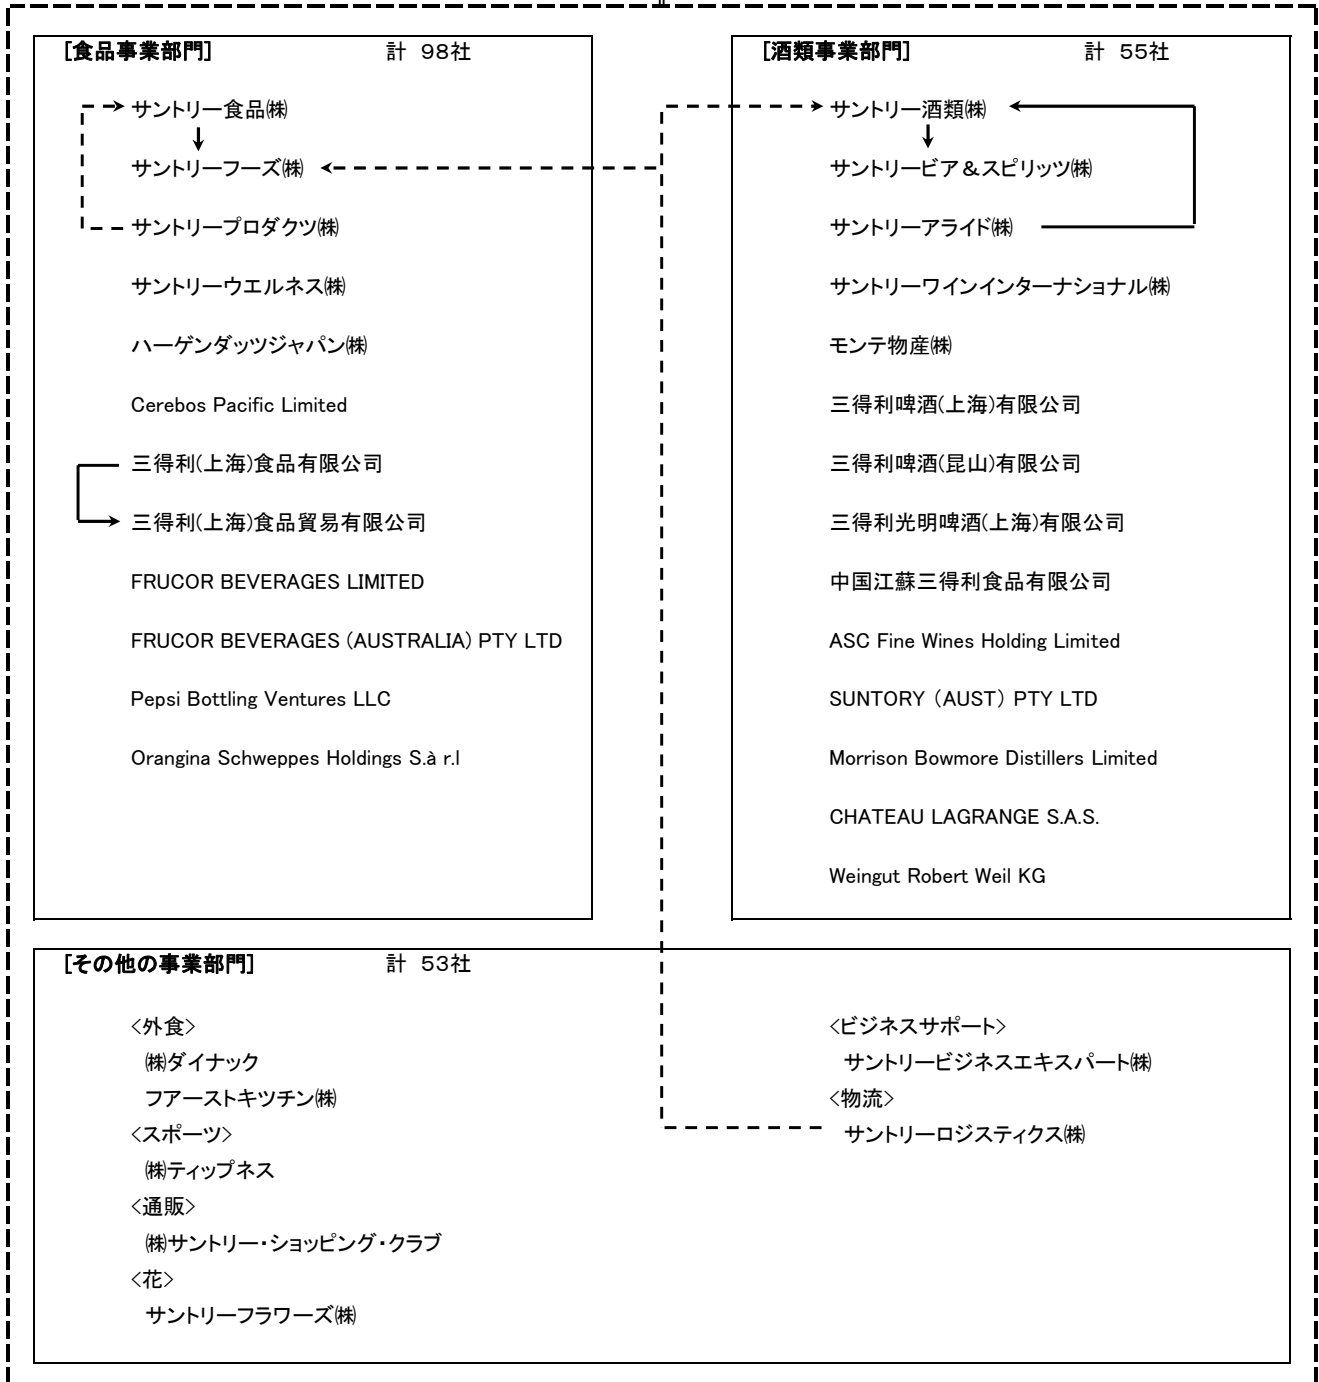 [食品事業部門] 計 98社
サントリー食品㈱
サントリーフーズ㈱
サントリープロダクツ㈱
サントリーウエルネス㈱
ハーゲンダッツジャパン㈱
Cerebos Pacific Limited
三得利(上海)食品有限公司
三得利(上海)食品貿易有限公司
FRUCOR BEVERAGES LIMITED
FRUCOR BEVERAGES (AUSTRALIA) PTY LTD
Pepsi Bottling Ventures LLC
Orangina Schweppes Holdings S.à r.l
[酒類事業部門] 計 55社
サントリー酒類㈱
サントリービア＆スピリッツ㈱
サントリーアライド㈱
サントリーワインインターナショナル㈱
モンテ物産㈱
三得利啤酒(上海)有限公司
三得利啤酒(昆山)有限公司
三得利光明啤酒(上海)有限公司
中国江蘇三得利食品有限公司
ASC Fine Wines Holding Limited
SUNTORY （AUST） PTY LTD
Morrison Bowmore Distillers Limited
CHATEAU LAGRANGE S.A.S.
Weingut Robert Weil KG
[その他の事業部門] 計 53社
<外食>
㈱ダイナック
フアーストキツチン㈱
<スポーツ>
㈱ティップネス
<通販>
㈱サントリー・ショッピング・クラブ
<花>
サントリーフラワーズ㈱
<ビジネスサポート>
サントリービジネスエキスパート㈱
<物流>
サントリーロジスティクス㈱